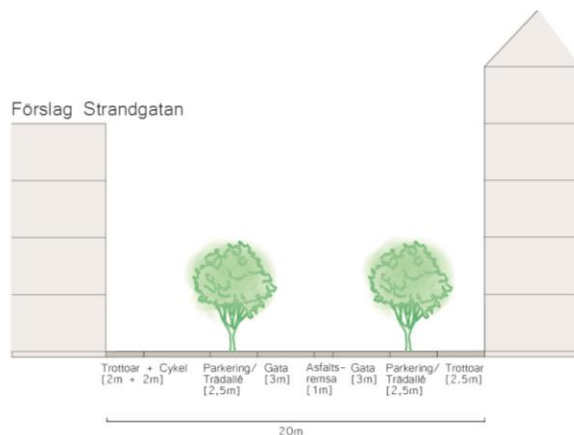 Förslag Strandgatan
Trottoar + Cykel
[2m + 2m]
Parkering/
Trädallé
[2,5m]
Gata
[3m]
Asfalts-
remsa
[1m]
Gata
[3m]
Parkering/
Trädallé
[2,5m]
Trottoar
[2.5m]
20m